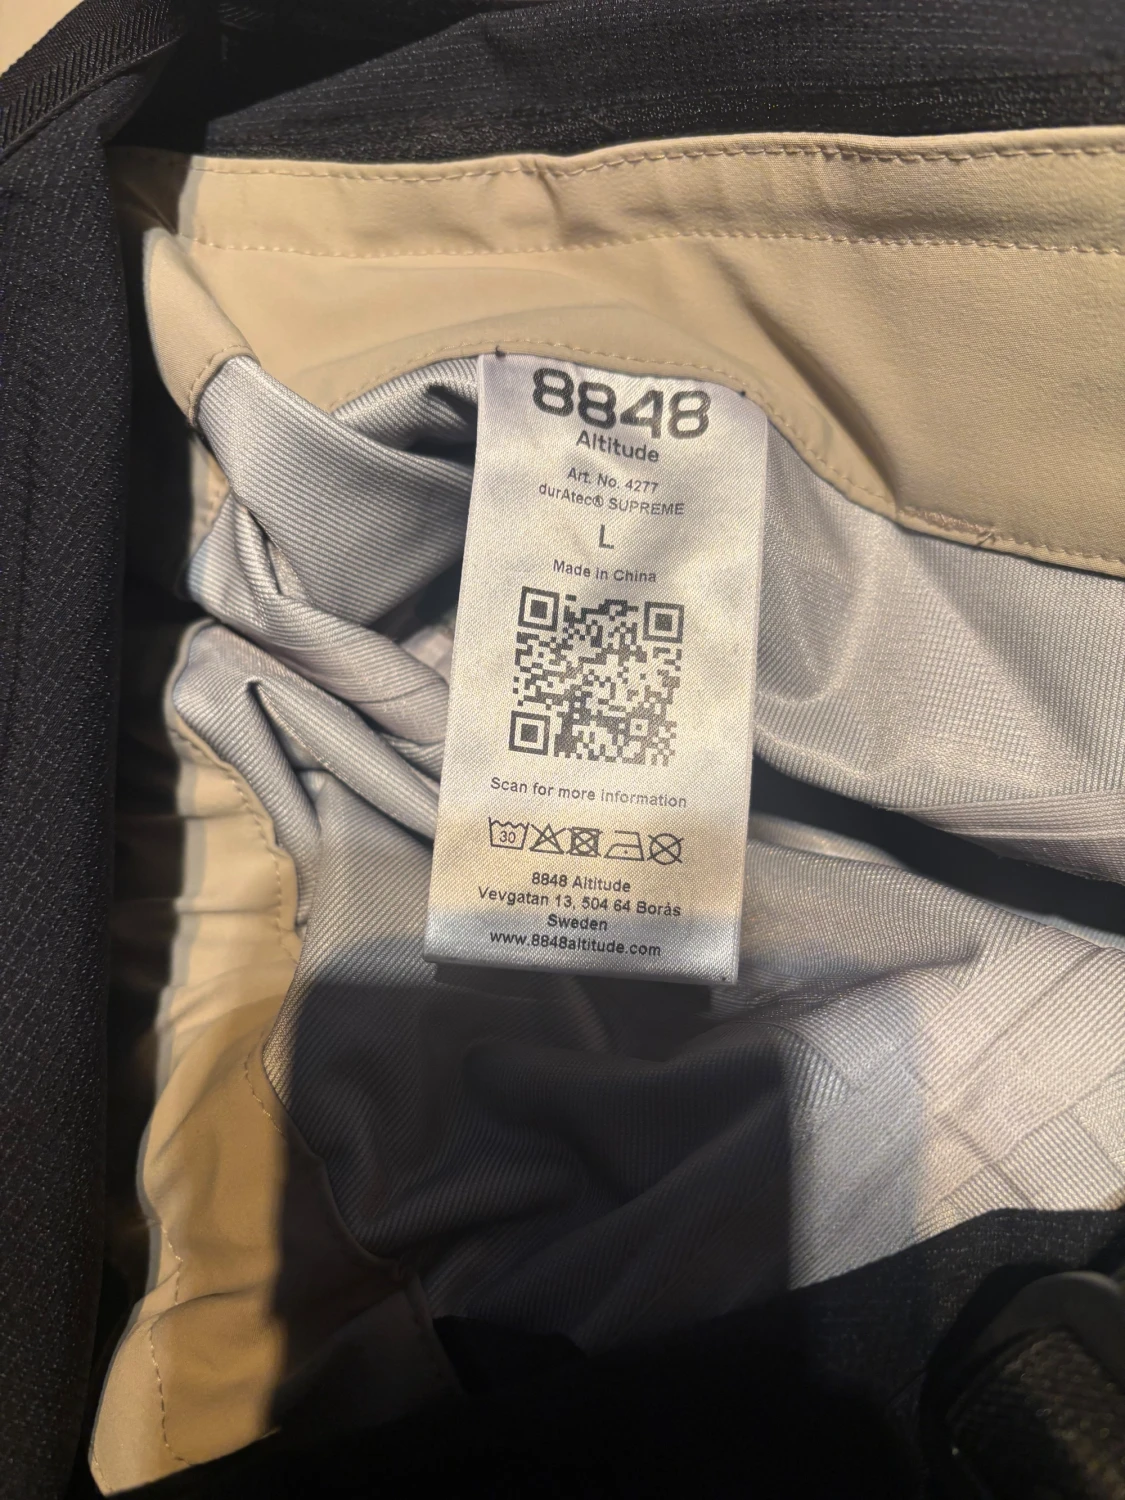 8848
Altitude
Art. No. 4277
durAtec® SUPREME
L
Made in China
Scan for more information
30
8848 Altitude
Vevgatan 13, 504 64 Borås
Sweden
www.8848altitude.com